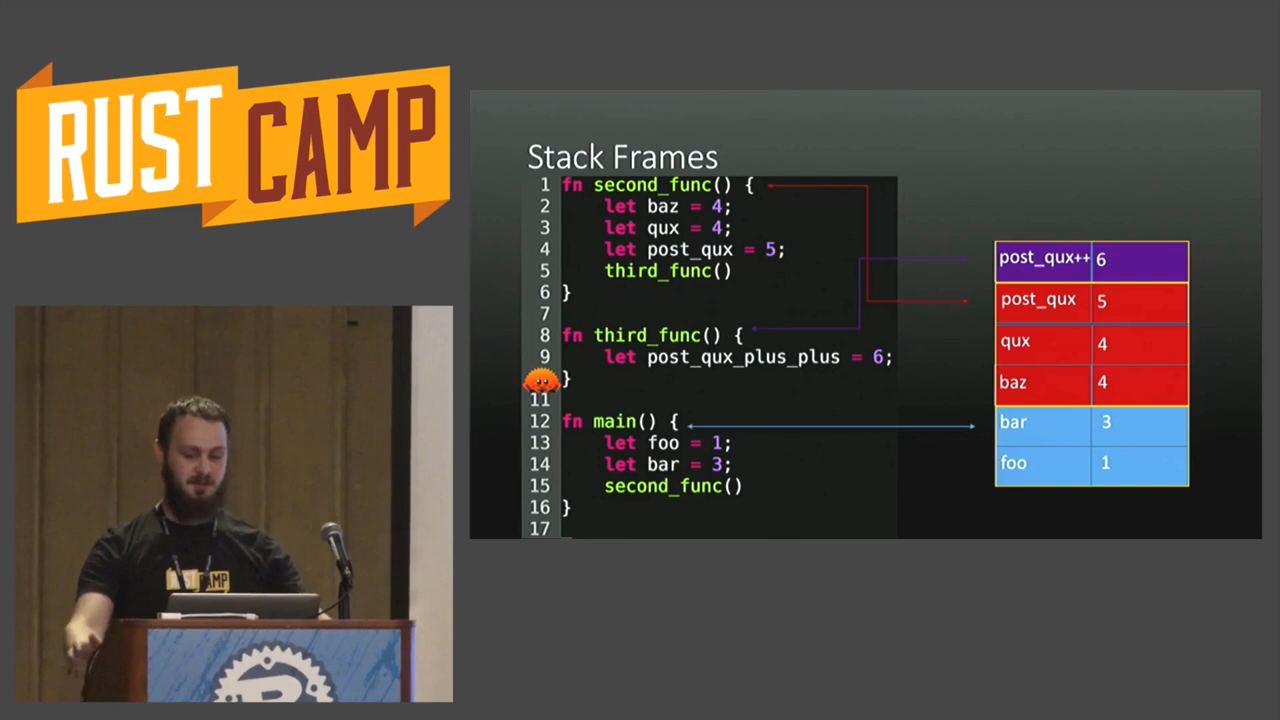 RUST CAMP
Stack Frames
1 fn second_func() {
2 let baz = 4;
3 let qux = 4;
4 let post_qux = 5;
5 third_func()
6 }
7
8 fn third_func() {
9 let post_qux_plus_plus = 6;
}
11
12 fn main() {
13 let foo = 1;
14 let bar = 3;
15 second_func()
16 }
17
post_qux++ 6
post_qux 5
qux 4
baz 4
bar 3
foo 1
RUST CAMP
R